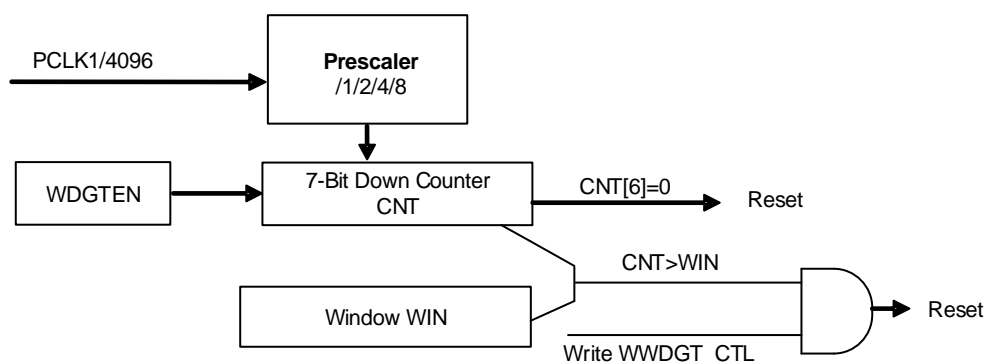 PCLK1/4096
Prescaler
/1/2/4/8
WDGTEN
7-Bit Down Counter
CNT
CNT[6]=0
Reset
CNT>WIN
Window WIN
Reset
Write WWDGT_CTL